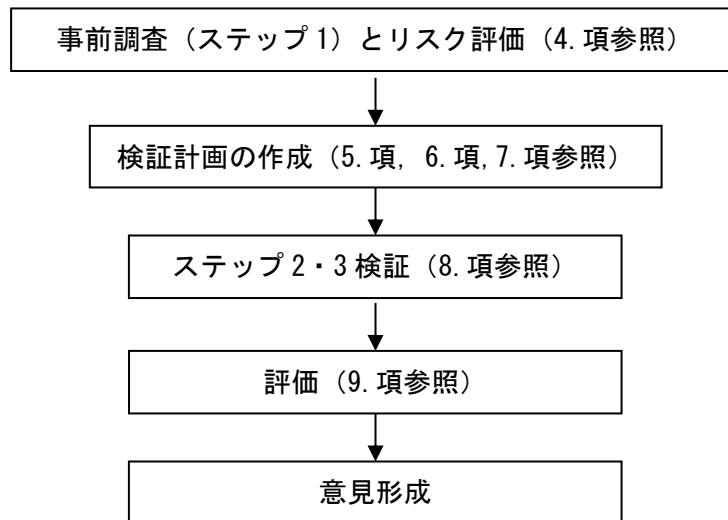 事前調査（ステップ1）とリスク評価（4.項参照）
検証計画の作成（5.項, 6.項,7.項参照）
ステップ2・3検証（8.項参照）
評価（9.項参照）
意見形成